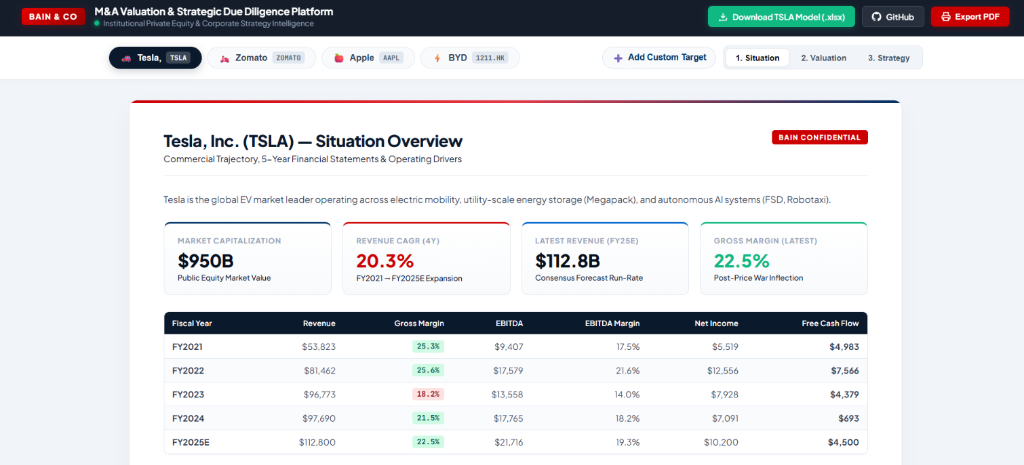 BAIN & CO
M&A Valuation & Strategic Due Diligence Platform
Institutional Private Equity & Corporate Strategy Intelligence
Download TSLA Model (.xlsx)
GitHub
Export PDF
Tesla, TSLA
Zomato ZOMATO
Apple AAPL
BYD 1211.HK
Add Custom Target
1. Situation
2. Valuation
3. Strategy
Tesla, Inc. (TSLA) — Situation Overview
BAIN CONFIDENTIAL
Commercial Trajectory, 5-Year Financial Statements & Operating Drivers
Tesla is the global EV market leader operating across electric mobility, utility-scale energy storage (Megapack), and autonomous AI systems (FSD, Robotaxi).
MARKET CAPITALIZATION
$950B
Public Equity Market Value
REVENUE CAGR (4Y)
20.3%
FY2021 → FY2025E Expansion
LATEST REVENUE (FY25E)
$112.8B
Consensus Forecast Run-Rate
GROSS MARGIN (LATEST)
22.5%
Post-Price War Inflection
Fiscal Year Revenue Gross Margin EBITDA EBITDA Margin Net Income Free Cash Flow
FY2021 $53,823 25.3% $9,407 17.5% $5,519 $4,983
FY2022 $81,462 25.6% $17,579 21.6% $12,556 $7,566
FY2023 $96,773 18.2% $13,558 14.0% $7,928 $4,379
FY2024 $97,690 21.5% $17,765 18.2% $7,091 $693
FY2025E $112,800 22.5% $21,716 19.3% $10,200 $4,500